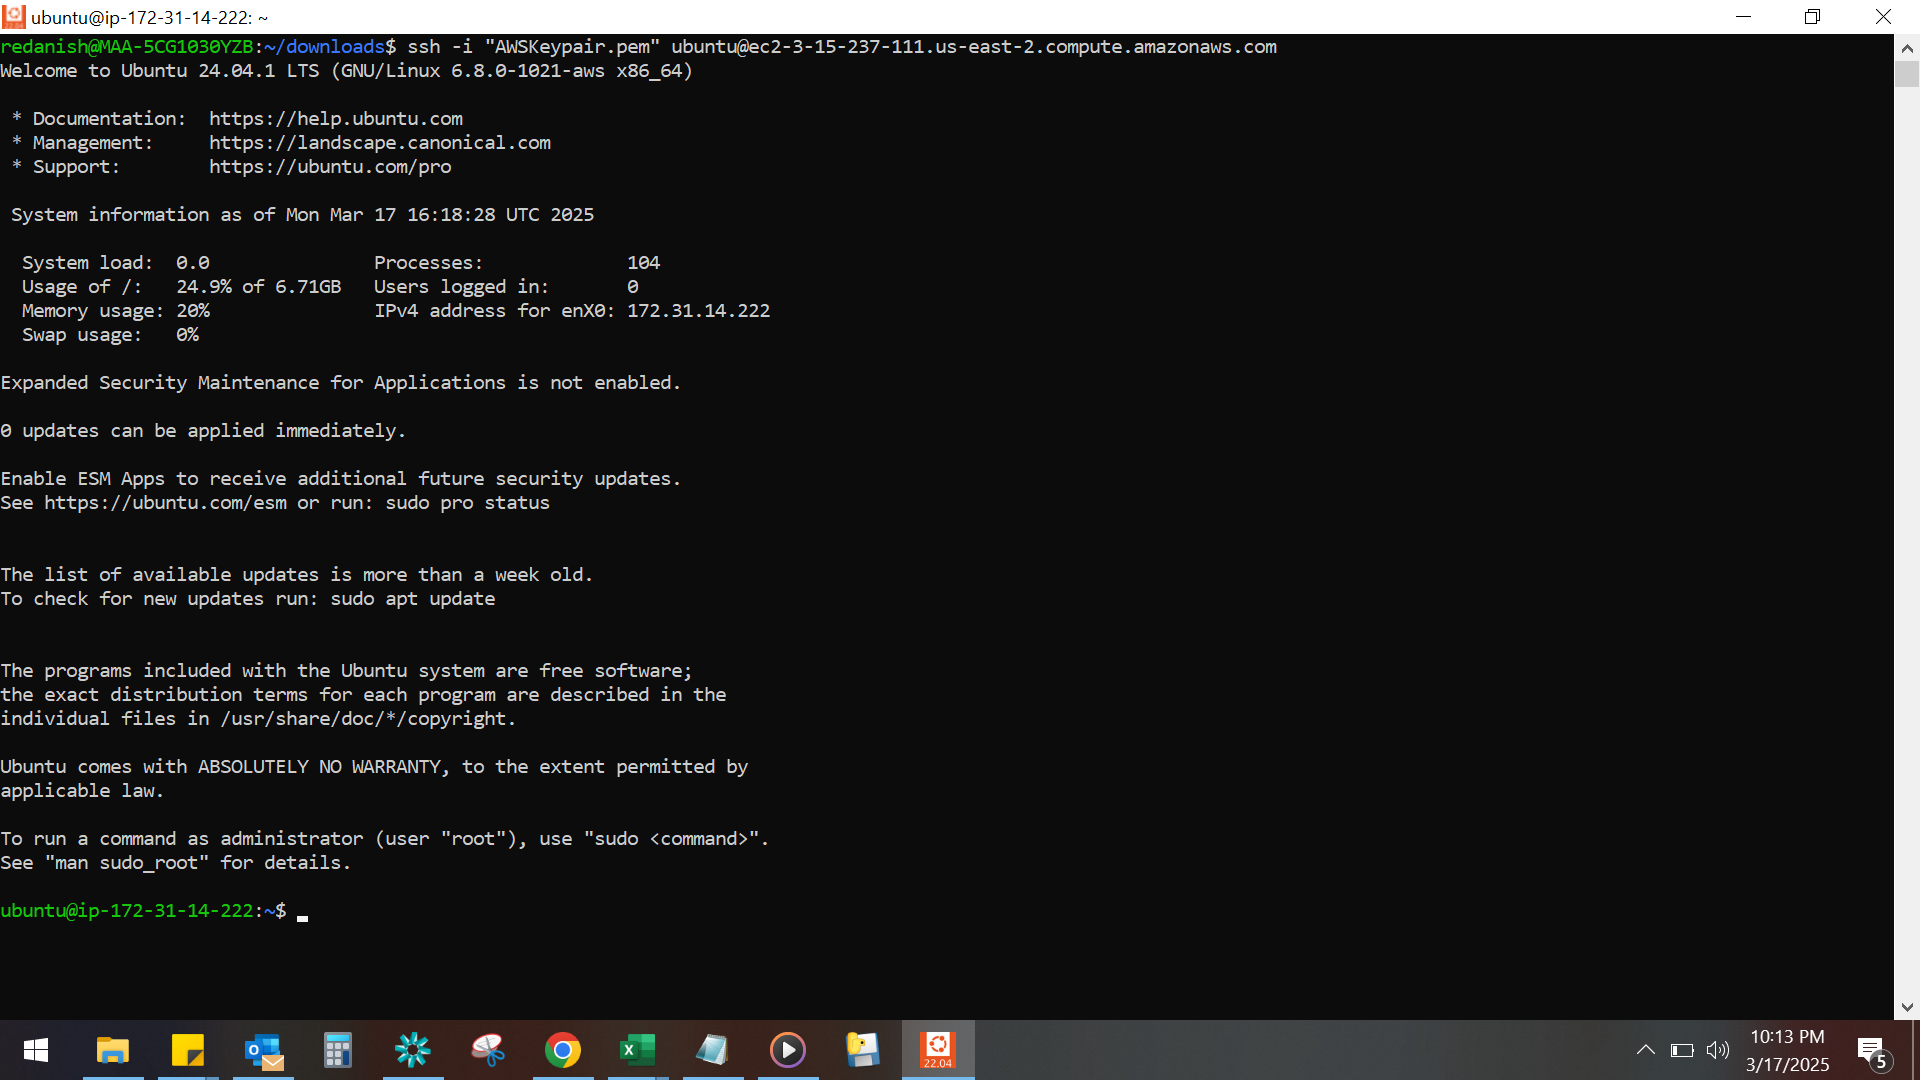 ubuntu@ip-172-31-14-222: ~
redanish@MAA-5CG1030YZB:~/downloads$ ssh -i "AWSKeypair.pem" ubuntu@ec2-3-15-237-111.us-east-2.compute.amazonaws.com
Welcome to Ubuntu 24.04.1 LTS (GNU/Linux 6.8.0-1021-aws x86_64)
* Documentation:  https://help.ubuntu.com
* Management:     https://landscape.canonical.com
* Support:        https://ubuntu.com/pro
System information as of Mon Mar 17 16:18:28 UTC 2025
System load:  0.0               Processes:             104
Usage of /:   24.9% of 6.71GB   Users logged in:       0
Memory usage: 20%               IPv4 address for enX0: 172.31.14.222
Swap usage:   0%
Expanded Security Maintenance for Applications is not enabled.
0 updates can be applied immediately.
Enable ESM Apps to receive additional future security updates.
See https://ubuntu.com/esm or run: sudo pro status
The list of available updates is more than a week old.
To check for new updates run: sudo apt update
The programs included with the Ubuntu system are free software;
the exact distribution terms for each program are described in the
individual files in /usr/share/doc/*/copyright.
Ubuntu comes with ABSOLUTELY NO WARRANTY, to the extent permitted by
applicable law.
To run a command as administrator (user "root"), use "sudo <command>".
See "man sudo_root" for details.
ubuntu@ip-172-31-14-222:~$
22.04
10:13 PM
3/17/2025
5